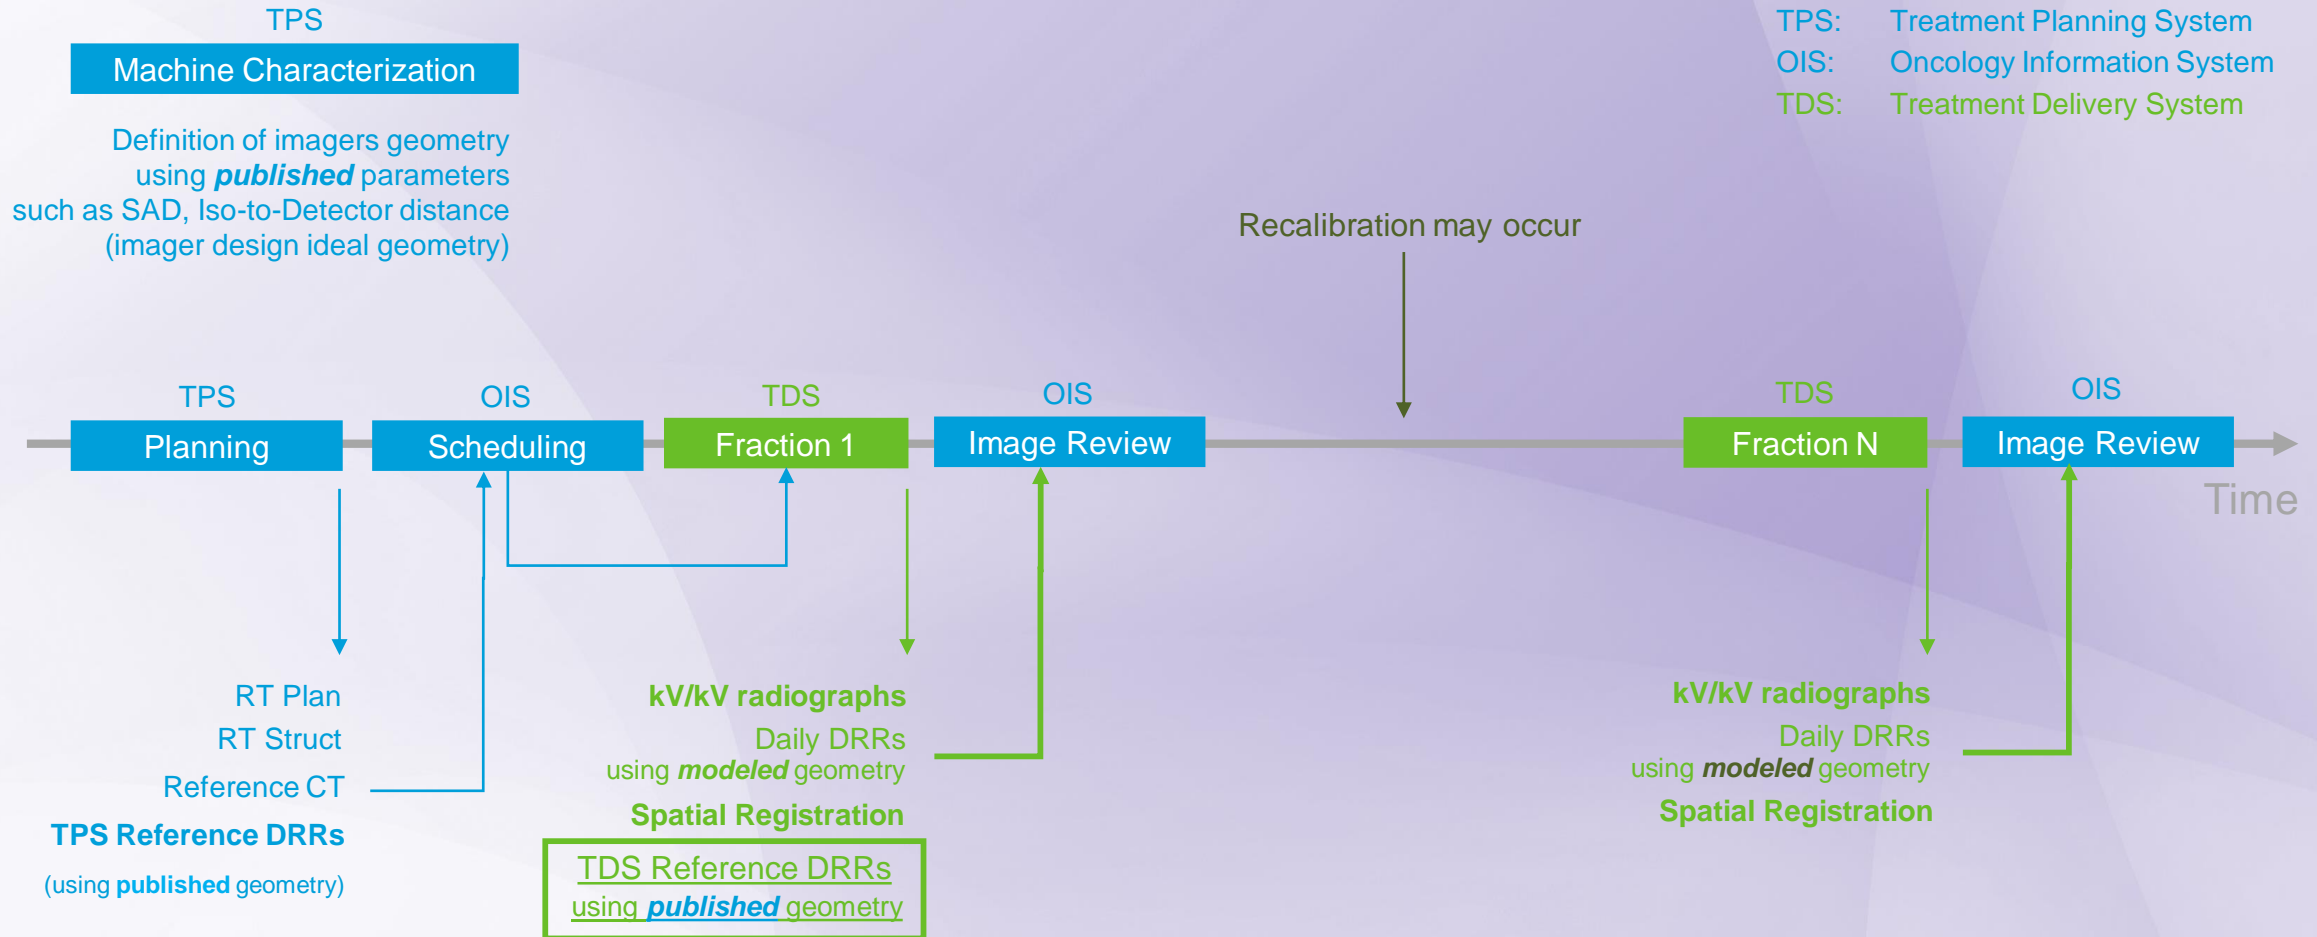 TPS
Machine Characterization
Definition of imagers geometry
using published parameters
such as SAD, Iso-to-Detector distance
(imager design ideal geometry)
TPS: Treatment Planning System
OIS: Oncology Information System
TDS: Treatment Delivery System
Recalibration may occur
TPS
Planning
OIS
Scheduling
TDS
Fraction 1
OIS
Image Review
TDS
Fraction N
OIS
Image Review
Time
RT Plan
RT Struct
Reference CT
TPS Reference DRRs
(using published geometry)
kV/kV radiographs
Daily DRRs
using modeled geometry
Spatial Registration
TDS Reference DRRs
using published geometry
kV/kV radiographs
Daily DRRs
using modeled geometry
Spatial Registration